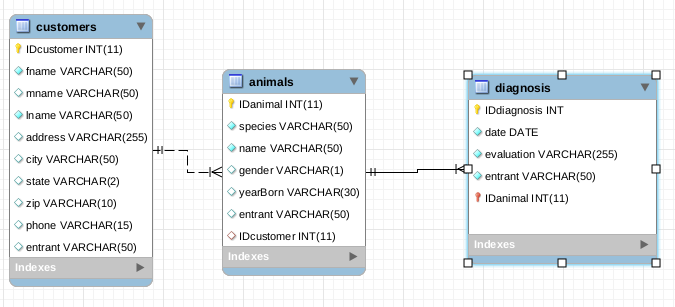 customers
IDcustomer INT(11)
fname VARCHAR(50)
mname VARCHAR(50)
lname VARCHAR(50)
address VARCHAR(255)
city VARCHAR(50)
state VARCHAR(2)
zip VARCHAR(10)
phone VARCHAR(15)
entrant VARCHAR(50)
Indexes
animals
IDanimal INT(11)
species VARCHAR(50)
name VARCHAR(50)
gender VARCHAR(1)
yearBorn VARCHAR(30)
entrant VARCHAR(50)
IDcustomer INT(11)
Indexes
diagnosis
IDdiagnosis INT
date DATE
evaluation VARCHAR(255)
entrant VARCHAR(50)
IDanimal INT(11)
Indexes